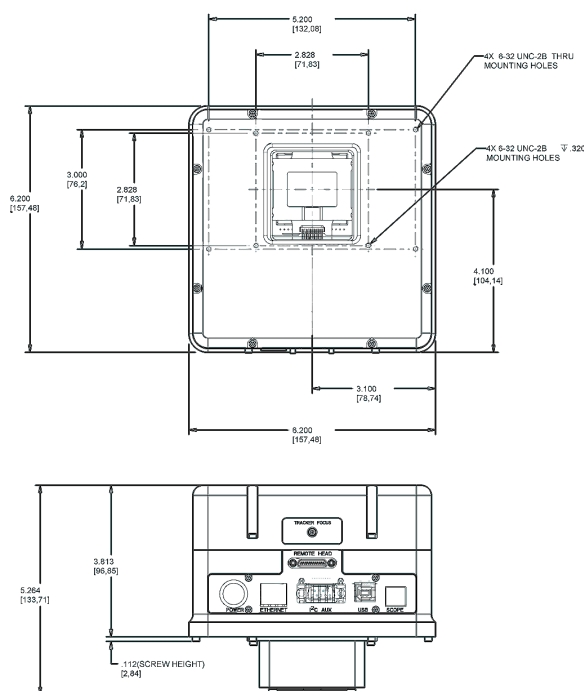 5.200
[132,08]
2.828
[71,83]
4X 6-32 UNC-2B THRU
MOUNTING HOLES
4X 6-32 UNC-2B ↧.320
MOUNTING HOLES
3.000
[76,2]
2.828
[71,83]
6.200
[157,48]
4.100
[104,14]
3.100
[78,74]
6.200
[157,48]
TRACKER FOCUS
REMOTE HEAD
3.813
[96,85]
5.264
[133,71]
POWER
ETHERNET
I²C AUX
USB
SCOPE
.112(SCREW HEIGHT)
[2,84]